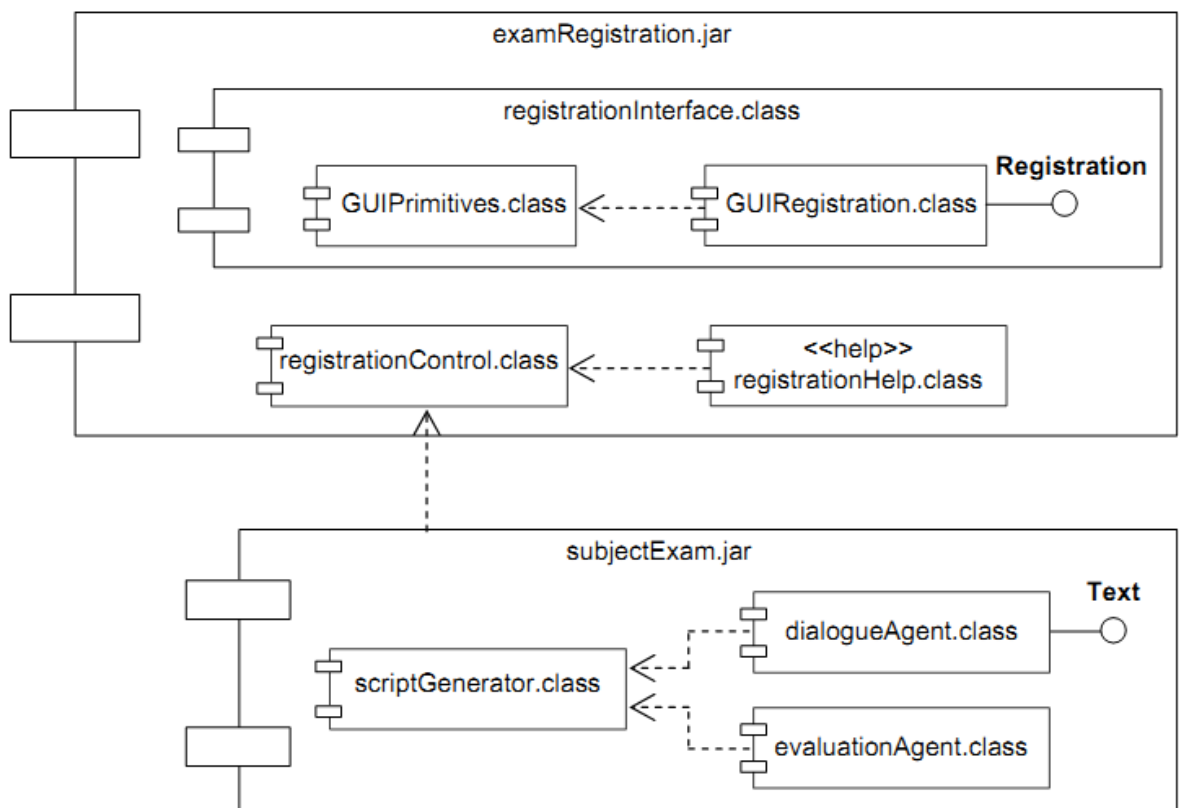 examRegistration.jar
registrationInterface.class
Registration
GUIPrimitives.class
GUIRegistration.class
registrationControl.class
<<help>>
registrationHelp.class
subjectExam.jar
Text
dialogueAgent.class
scriptGenerator.class
evaluationAgent.class